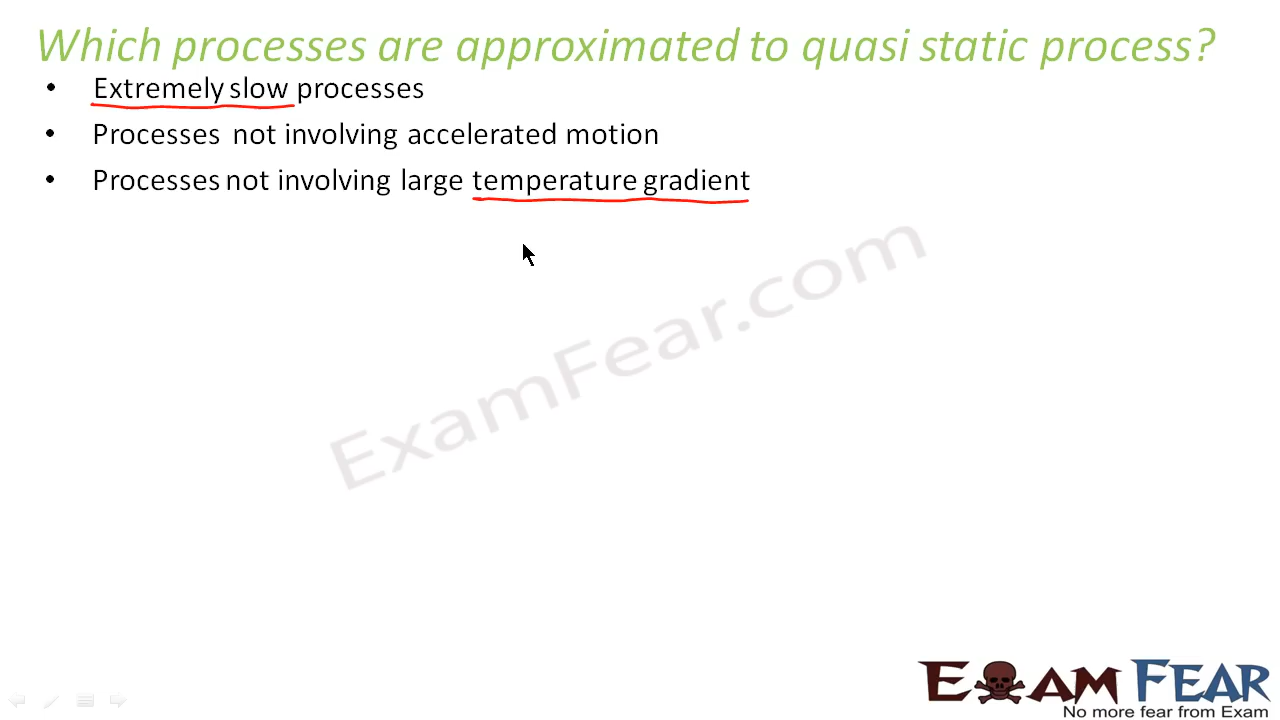 Which processes are approximated to quasi static process?
• Extremely slow processes
• Processes not involving accelerated motion
• Processes not involving large temperature gradient
ExamFear.com
EXAM FEAR
No more fear from Exam